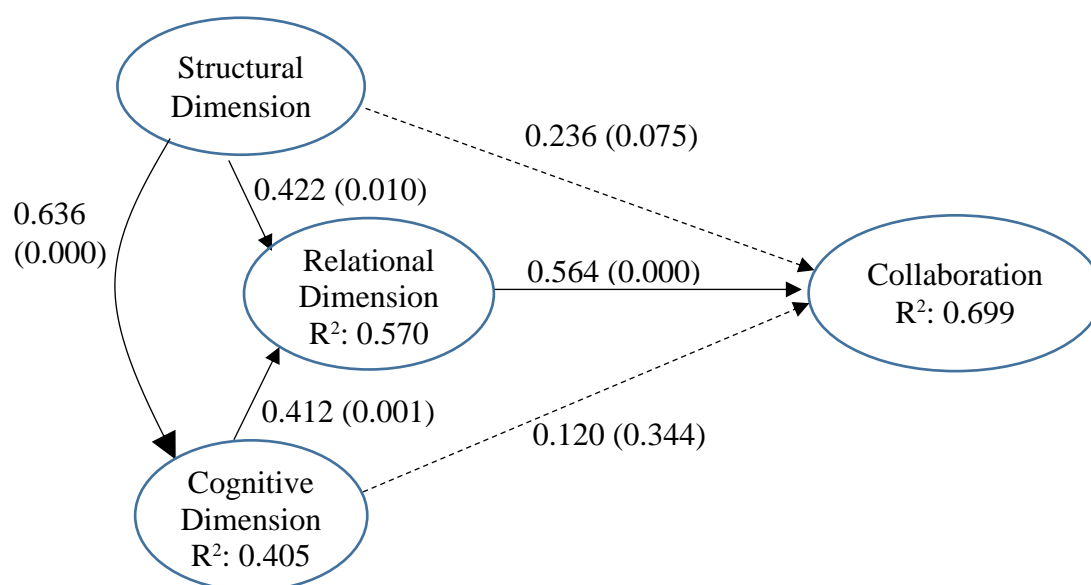 Structural
Dimension
0.236 (0.075)
0.422 (0.010)
0.636
(0.000)
Relational
Dimension
R²: 0.570
0.564 (0.000)
Collaboration
R²: 0.699
0.412 (0.001)
0.120 (0.344)
Cognitive
Dimension
R²: 0.405